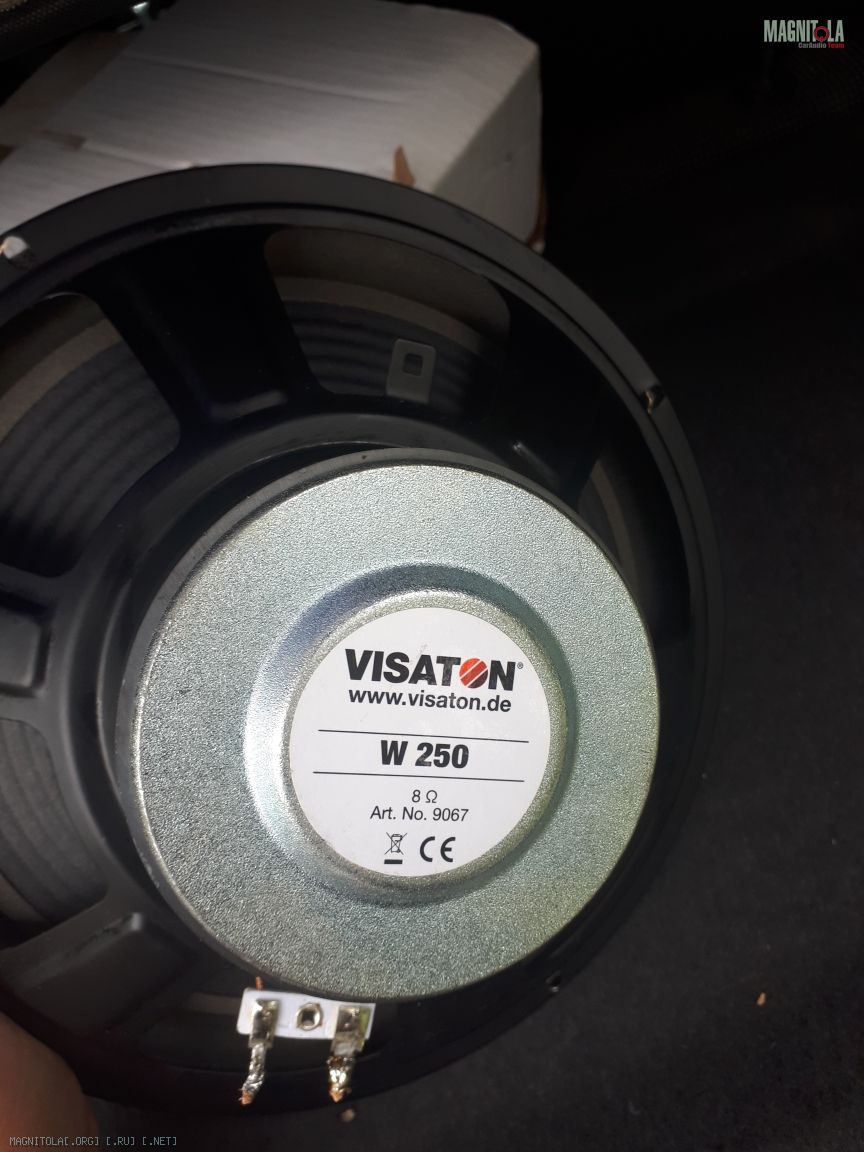 MAGNITOLA
CarAudio Team
VISATON®
www.visaton.de
W 250
8 Ω
Art. No. 9067
CE
MAGNITOLA[.ORG] [.RU] [.NET]